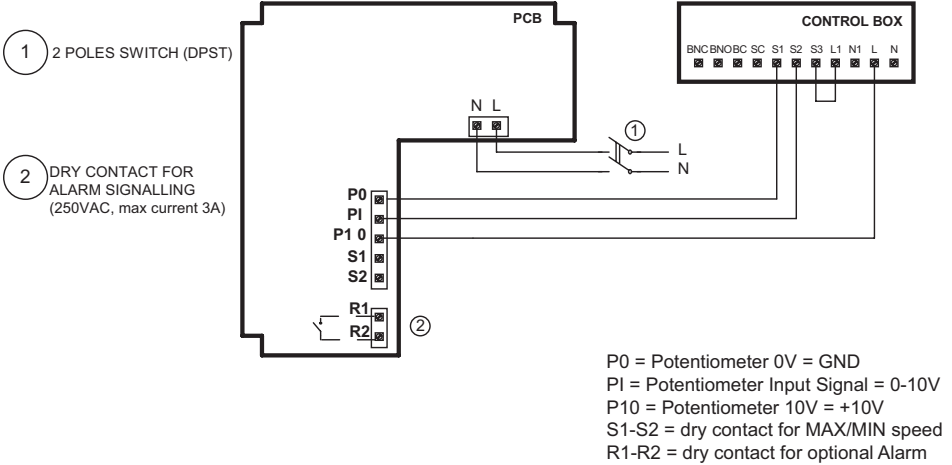 PCB
CONTROL BOX
1 2 POLES SWITCH (DPST)
BNC BNO BC SC S1 S2 S3 L1 N1 L N
N L
1
L
N
2 DRY CONTACT FOR
ALARM SIGNALLING
(250VAC, max current 3A)
P0
PI
P1 0
S1
S2
R1
R2
2
P0 = Potentiometer 0V = GND
PI = Potentiometer Input Signal = 0-10V
P10 = Potentiometer 10V = +10V
S1-S2 = dry contact for MAX/MIN speed
R1-R2 = dry contact for optional Alarm